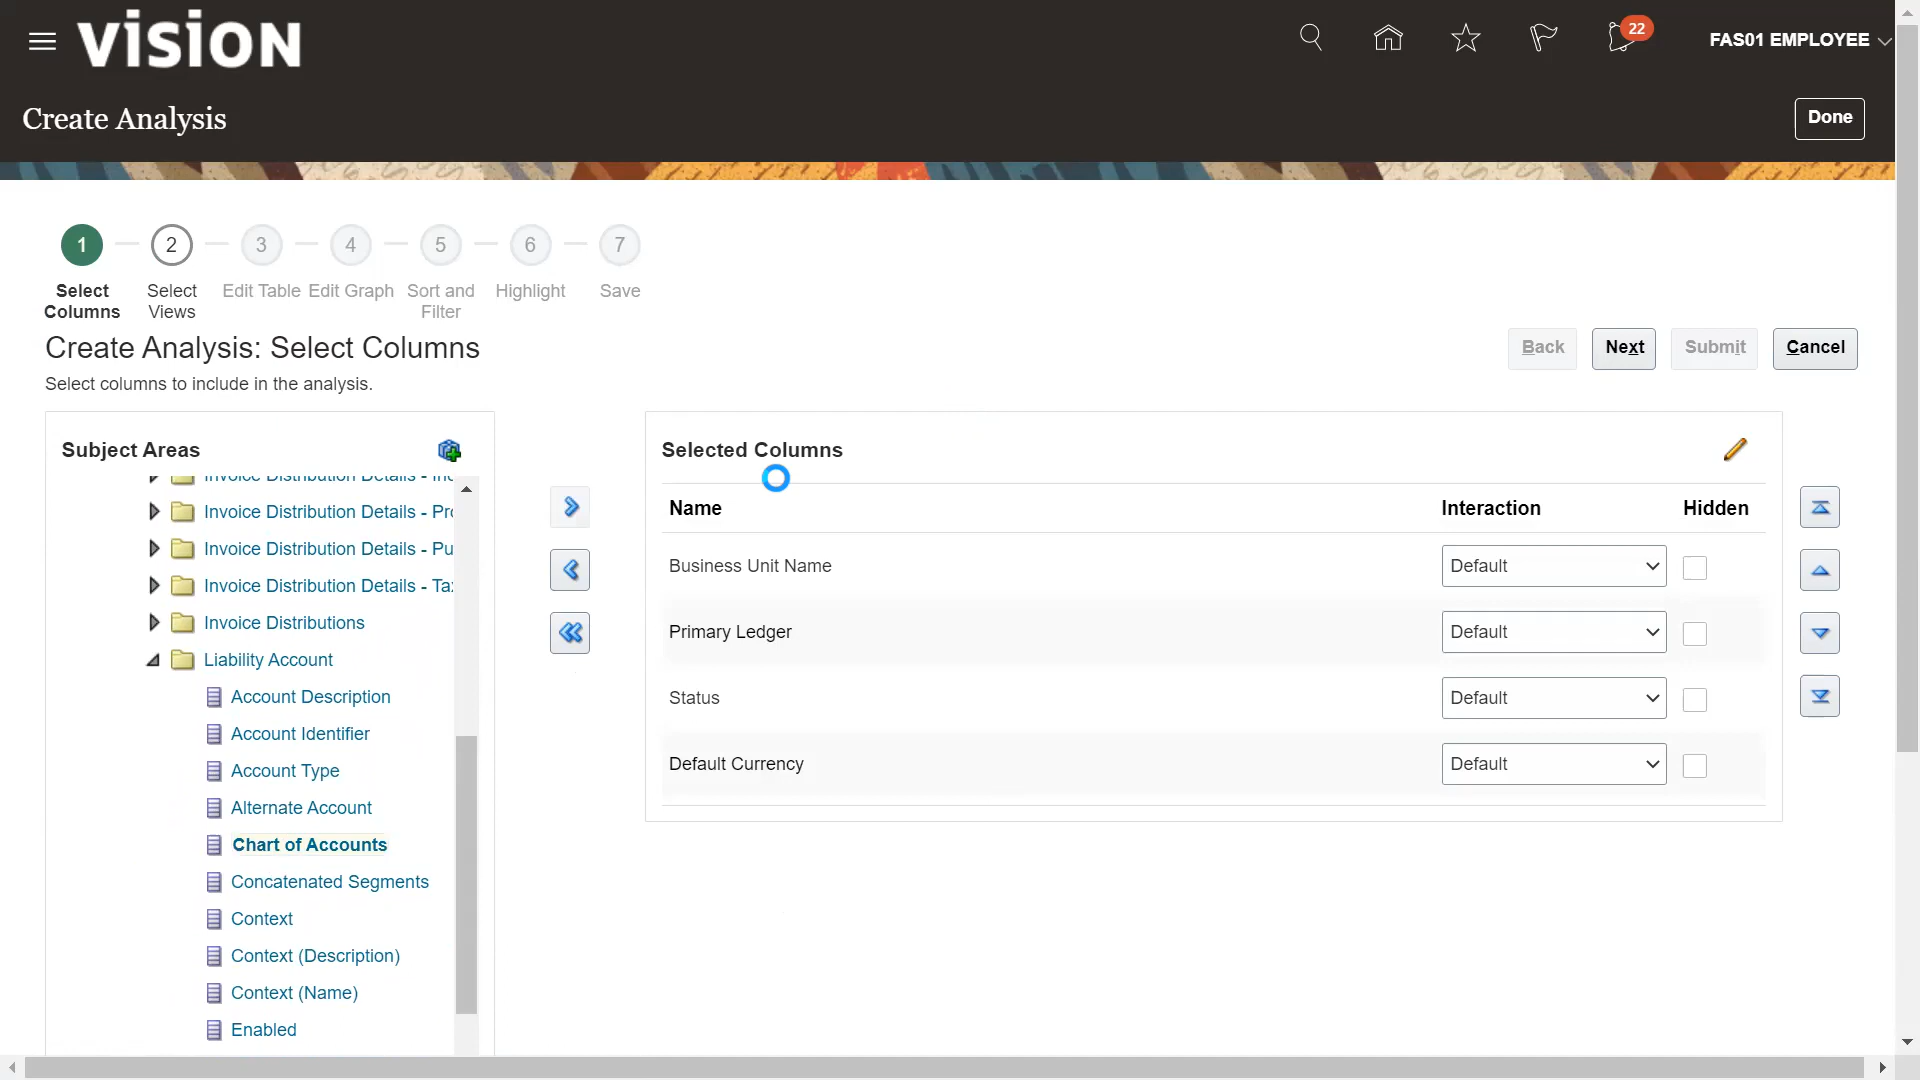 vision
22
FAS01 EMPLOYEE
Create Analysis
Done
1
2
3
4
5
6
7
Select
Columns
Select
Views
Edit Table
Edit Graph
Sort and
Filter
Highlight
Save
Create Analysis: Select Columns
Back
Next
Submit
Cancel
Select columns to include in the analysis.
Subject Areas
Invoice Distribution Details -
Invoice Distribution Details - Pro
Invoice Distribution Details - Pu
Invoice Distribution Details - Ta
Invoice Distributions
Liability Account
Account Description
Account Identifier
Account Type
Alternate Account
Chart of Accounts
Concatenated Segments
Context
Context (Description)
Context (Name)
Enabled
Selected Columns
Name
Interaction
Hidden
Business Unit Name
Default
Primary Ledger
Default
Status
Default
Default Currency
Default